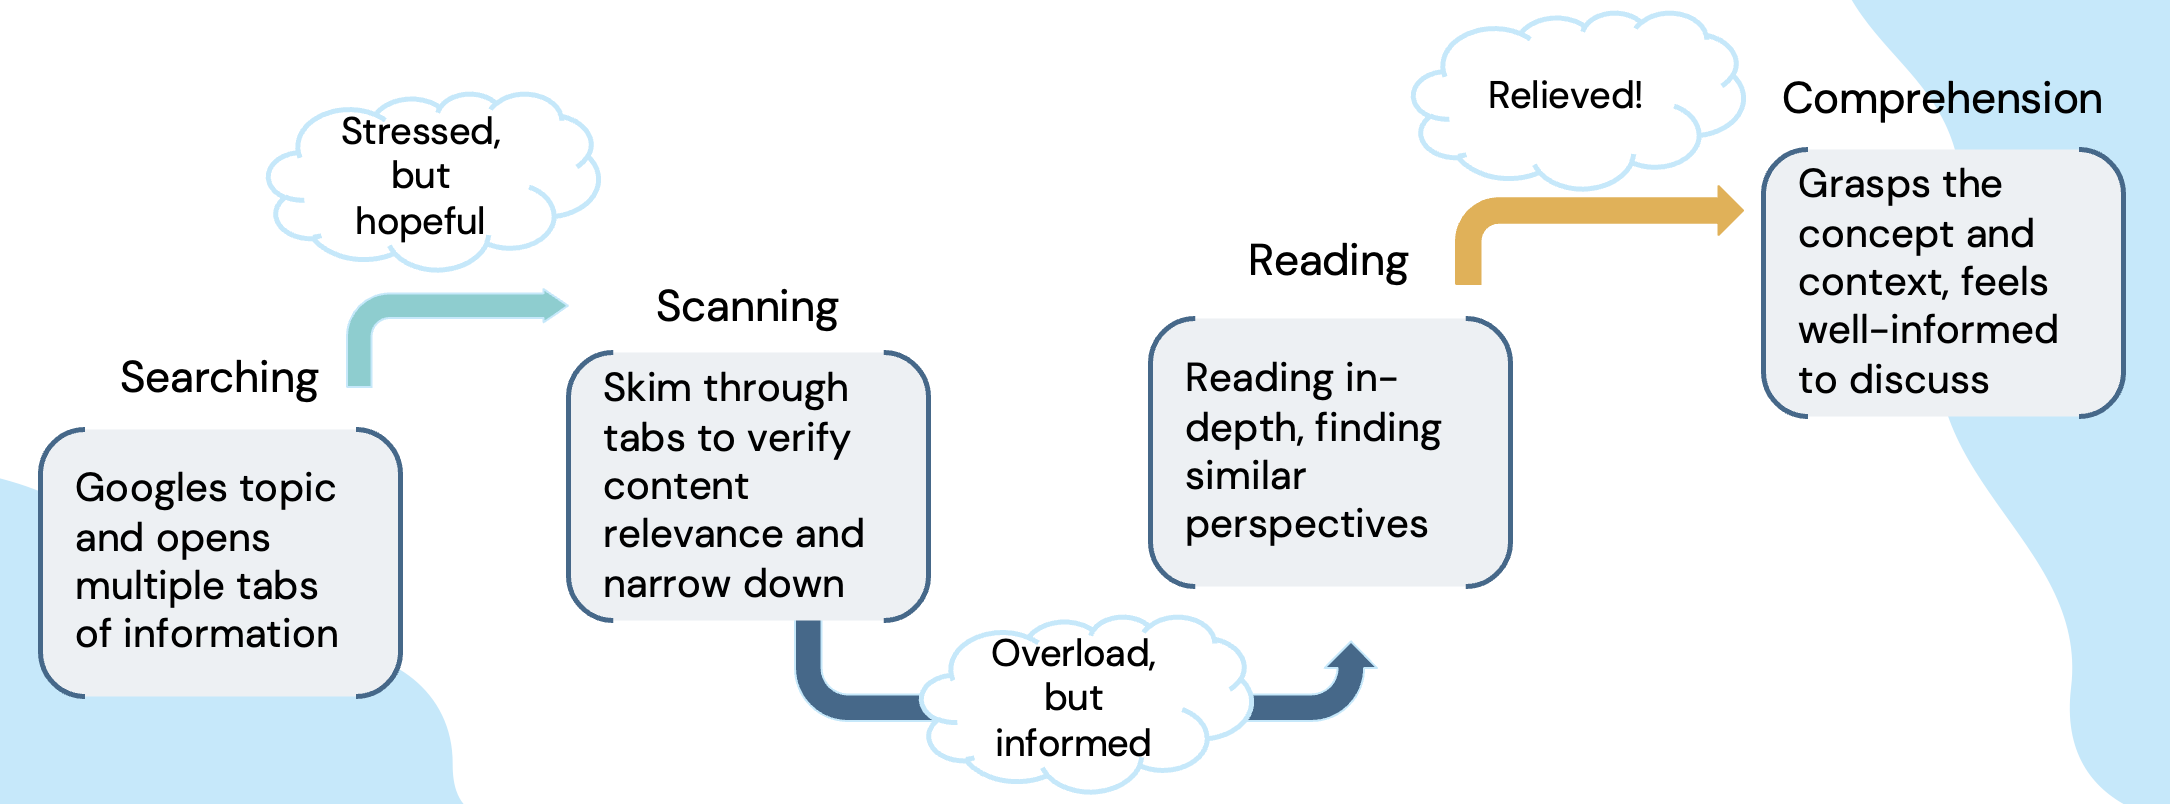 Searching
Googles topic
and opens
multiple tabs
of information
Stressed,
but
hopeful
Scanning
Skim through
tabs to verify
content
relevance and
narrow down
Overload,
but
informed
Reading
Reading in-
depth, finding
similar
perspectives
Relieved!
Comprehension
Grasps the
concept and
context, feels
well-informed
to discuss